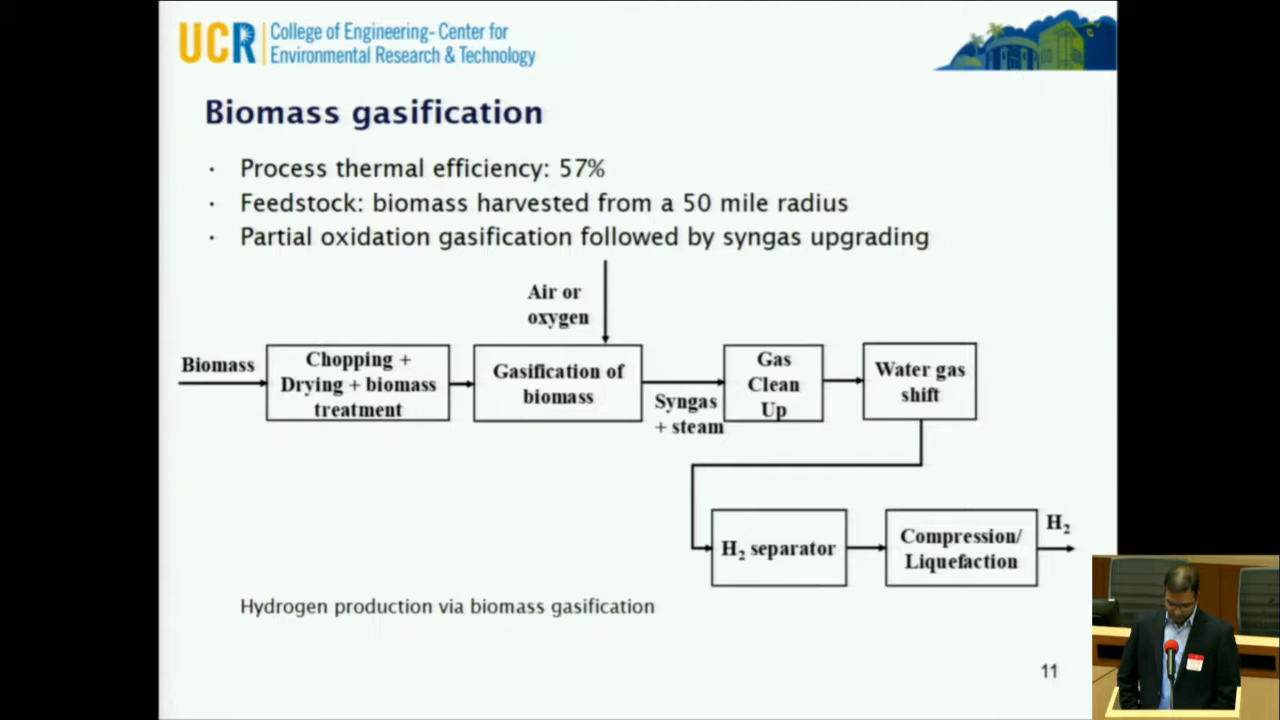 UCR College of Engineering- Center for
Environmental Research & Technology
Biomass gasification
· Process thermal efficiency: 57%
· Feedstock: biomass harvested from a 50 mile radius
· Partial oxidation gasification followed by syngas upgrading
Air or
oxygen
Biomass
Chopping +
Drying + biomass
treatment
Gasification of
biomass
Syngas
+ steam
Gas
Clean
Up
Water gas
shift
H₂ separator
Compression/
Liquefaction
H₂
Hydrogen production via biomass gasification
11